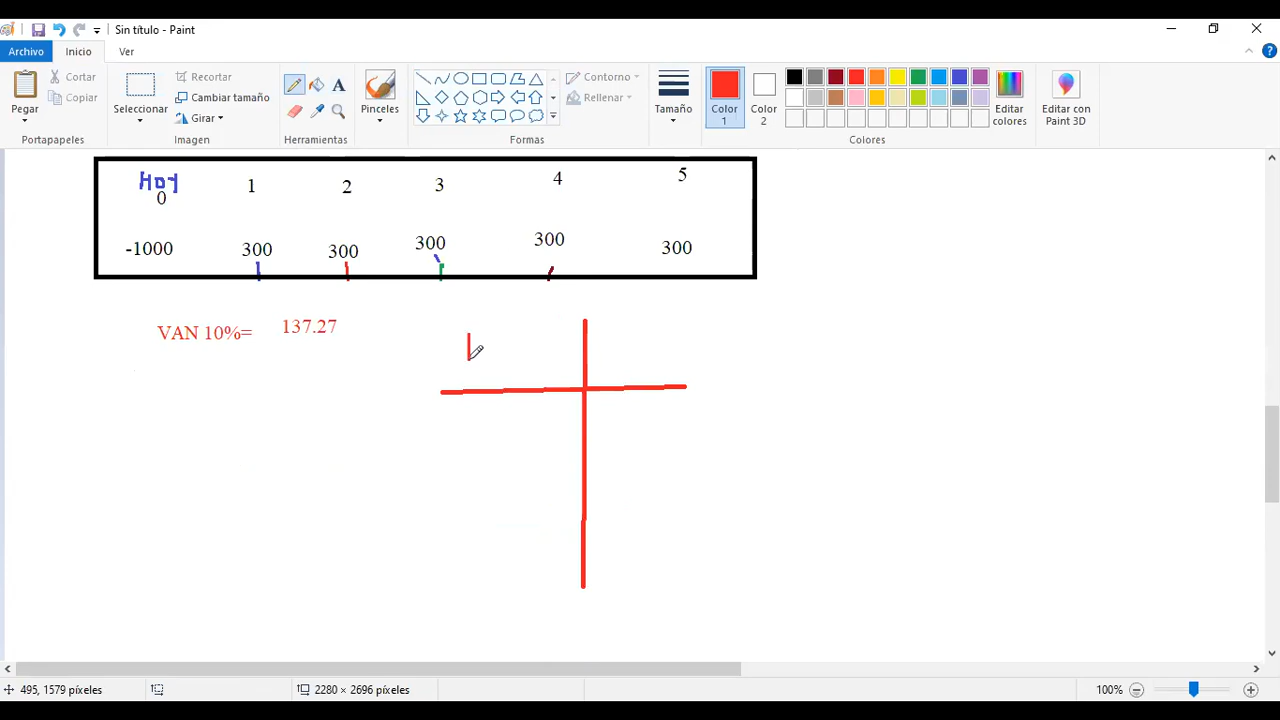 Sin título - Paint
Archivo Inicio Ver
Pegar
Cortar
Copiar
Portapapeles
Seleccionar
Recortar
Cambiar tamaño
Girar
Imagen
A
Herramientas
Pinceles
Contorno
Rellenar
Formas
Tamaño
Color 1
Color 2
Editar colores
Editar con Paint 3D
Colores
Hoy
0 1 2 3 4 5
-1000 300 300 300 300 300
VAN 10%= 137.27
495, 1579 píxeles
2280 × 2696 píxeles
100%